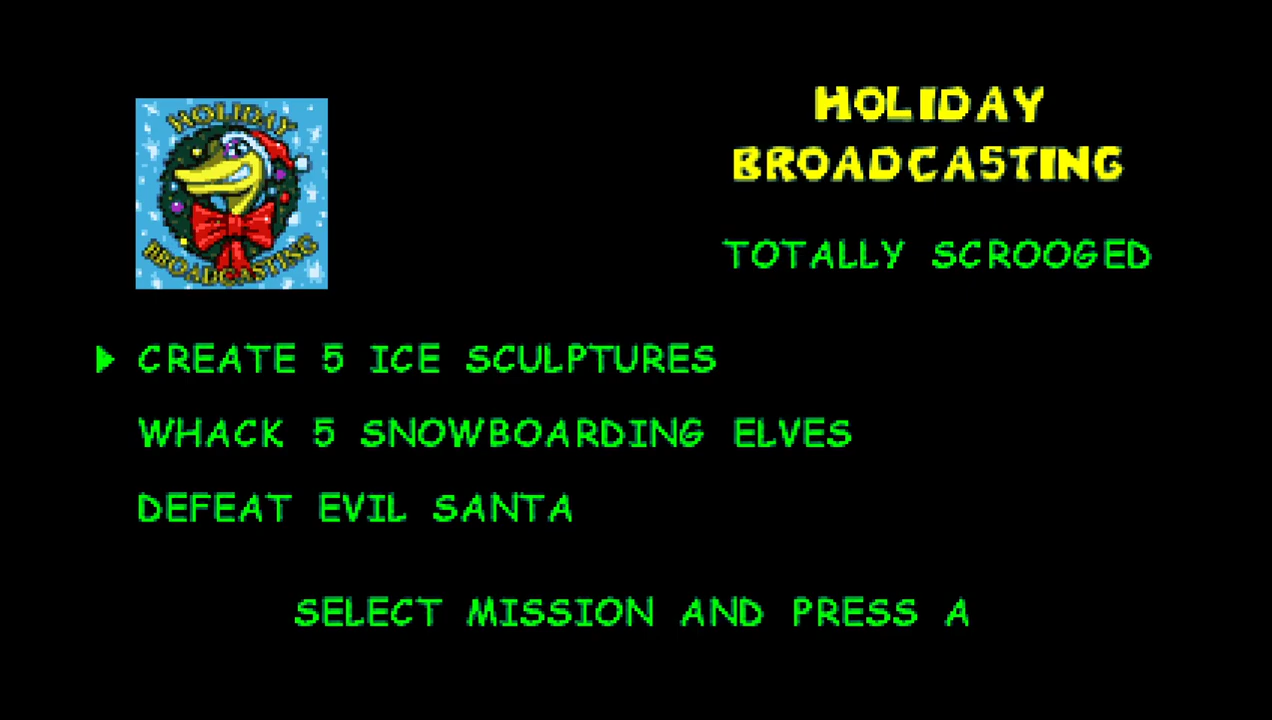 HOLIDAY
BROADCASTING
HOLIDAY
BROADCASTING
TOTALLY SCROOGED
CREATE 5 ICE SCULPTURES
WHACK 5 SNOWBOARDING ELVES
DEFEAT EVIL SANTA
SELECT MISSION AND PRESS A